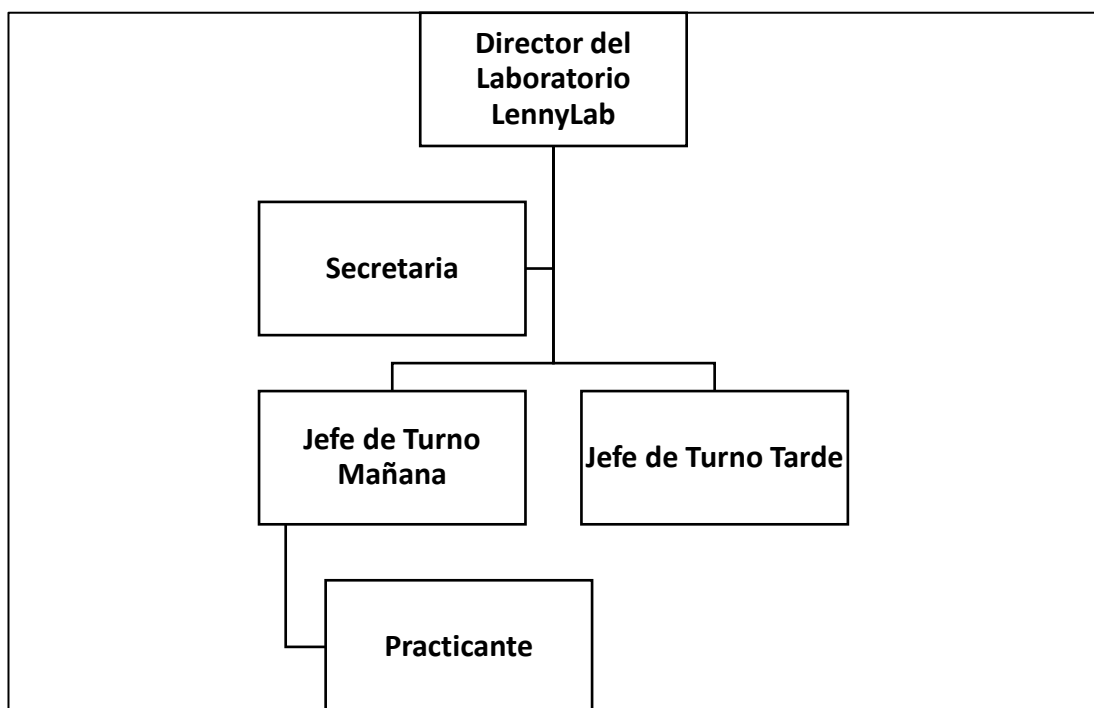 Director del
Laboratorio
LennyLab
Secretaria
Jefe de Turno
Mañana
Jefe de Turno Tarde
Practicante